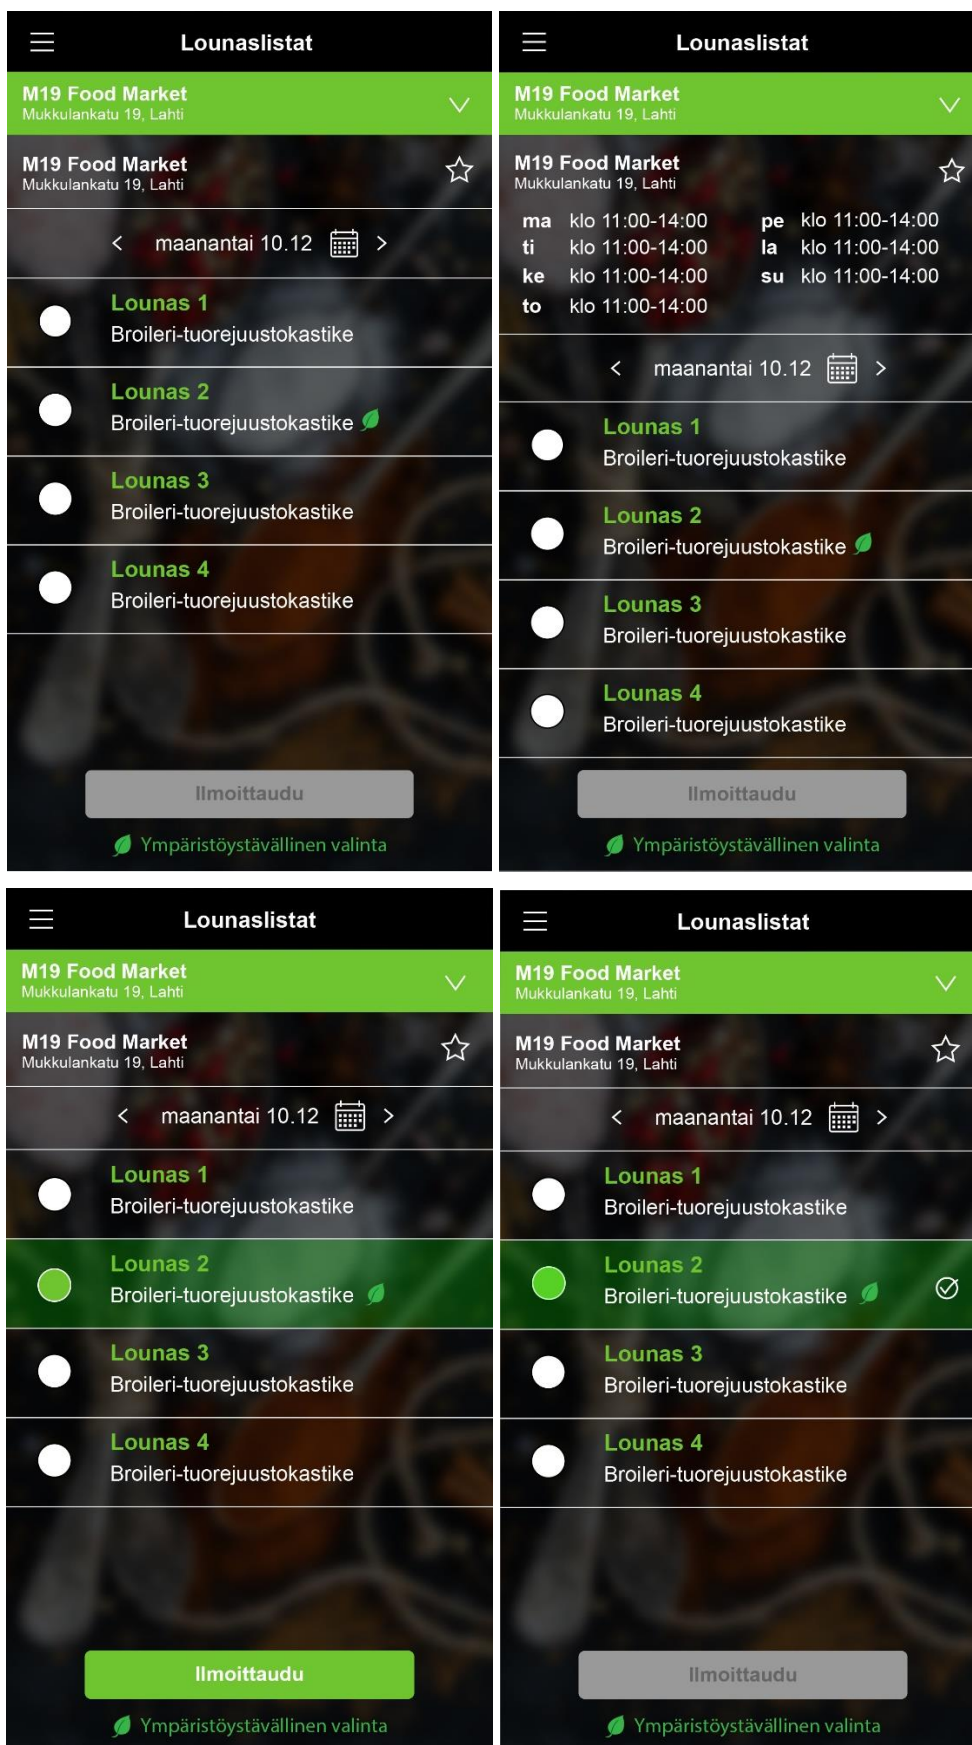 Lounaslistat
M19 Food Market
Mukkulankatu 19, Lahti
M19 Food Market
Mukkulankatu 19, Lahti
< maanantai 10.12 >
Lounas 1
Broileri-tuorejuustokastike
Lounas 2
Broileri-tuorejuustokastike
Lounas 3
Broileri-tuorejuustokastike
Lounas 4
Broileri-tuorejuustokastike
Ilmoittaudu
Ympäristöystävällinen valinta
Lounaslistat
M19 Food Market
Mukkulankatu 19, Lahti
M19 Food Market
Mukkulankatu 19, Lahti
ma klo 11:00-14:00 pe klo 11:00-14:00
ti klo 11:00-14:00 la klo 11:00-14:00
ke klo 11:00-14:00 su klo 11:00-14:00
to klo 11:00-14:00
< maanantai 10.12 >
Lounas 1
Broileri-tuorejuustokastike
Lounas 2
Broileri-tuorejuustokastike
Lounas 3
Broileri-tuorejuustokastike
Lounas 4
Broileri-tuorejuustokastike
Ilmoittaudu
Ympäristöystävällinen valinta
Lounaslistat
M19 Food Market
Mukkulankatu 19, Lahti
M19 Food Market
Mukkulankatu 19, Lahti
< maanantai 10.12 >
Lounas 1
Broileri-tuorejuustokastike
Lounas 2
Broileri-tuorejuustokastike
Lounas 3
Broileri-tuorejuustokastike
Lounas 4
Broileri-tuorejuustokastike
Ilmoittaudu
Ympäristöystävällinen valinta
Lounaslistat
M19 Food Market
Mukkulankatu 19, Lahti
M19 Food Market
Mukkulankatu 19, Lahti
< maanantai 10.12 >
Lounas 1
Broileri-tuorejuustokastike
Lounas 2
Broileri-tuorejuustokastike
Lounas 3
Broileri-tuorejuustokastike
Lounas 4
Broileri-tuorejuustokastike
Ilmoittaudu
Ympäristöystävällinen valinta